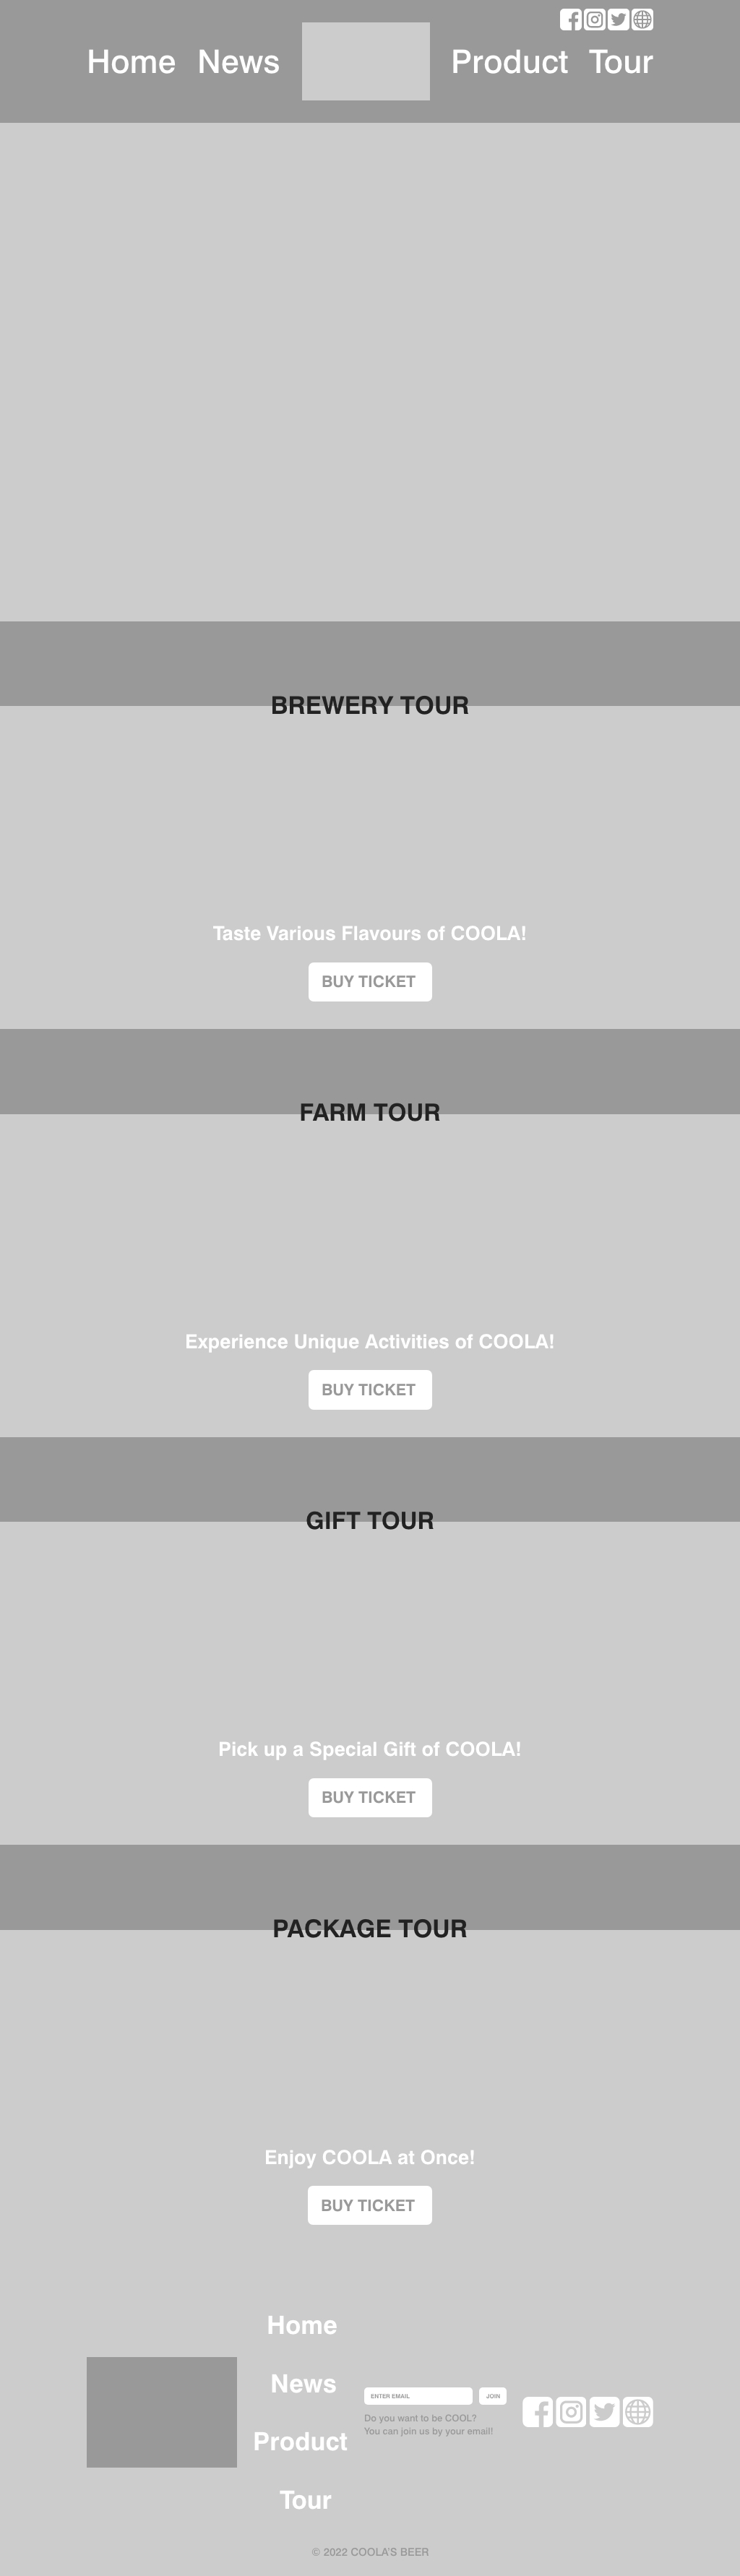 Home News Product Tour
BREWERY TOUR
Taste Various Flavours of COOLA!
BUY TICKET
FARM TOUR
Experience Unique Activities of COOLA!
BUY TICKET
GIFT TOUR
Pick up a Special Gift of COOLA!
BUY TICKET
PACKAGE TOUR
Enjoy COOLA at Once!
BUY TICKET
Home
News
Product
Tour
ENTER EMAIL JOIN
Do you want to be COOL?
You can join us by your email!
© 2022 COOLA'S BEER